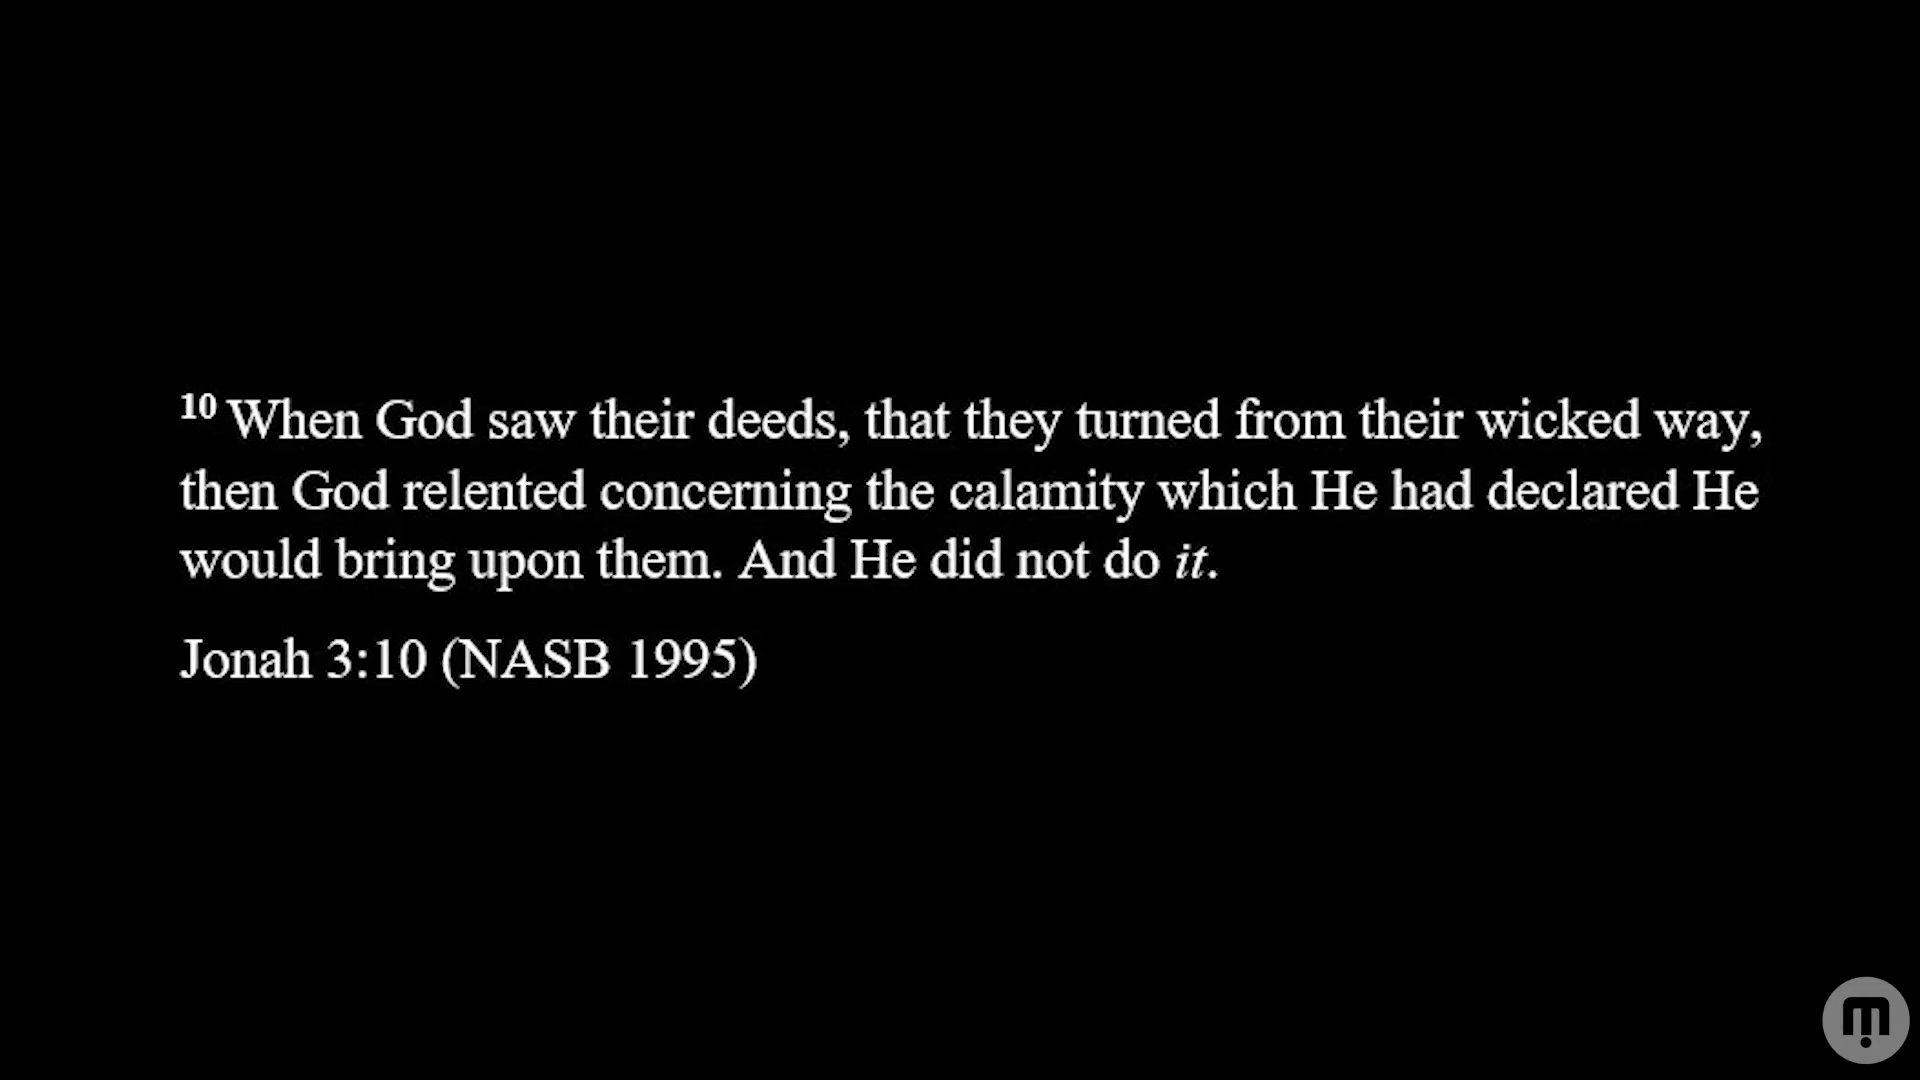 10 When God saw their deeds, that they turned from their wicked way,
then God relented concerning the calamity which He had declared He
would bring upon them. And He did not do it.
Jonah 3:10 (NASB 1995)